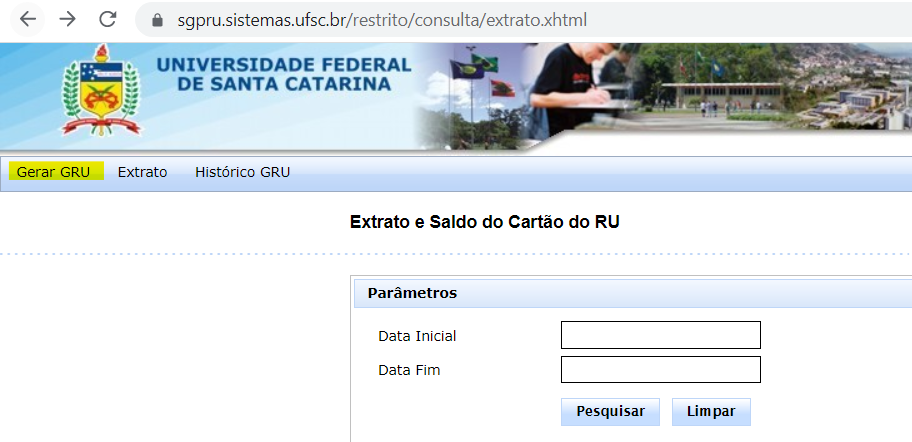 sgpru.sistemas.ufsc.br/restrito/consulta/extrato.xhtml
UNIVERSIDADE FEDERAL
DE SANTA CATARINA
Gerar GRU Extrato Histórico GRU
Extrato e Saldo do Cartão do RU
Parâmetros
Data Inicial
Data Fim
Pesquisar Limpar